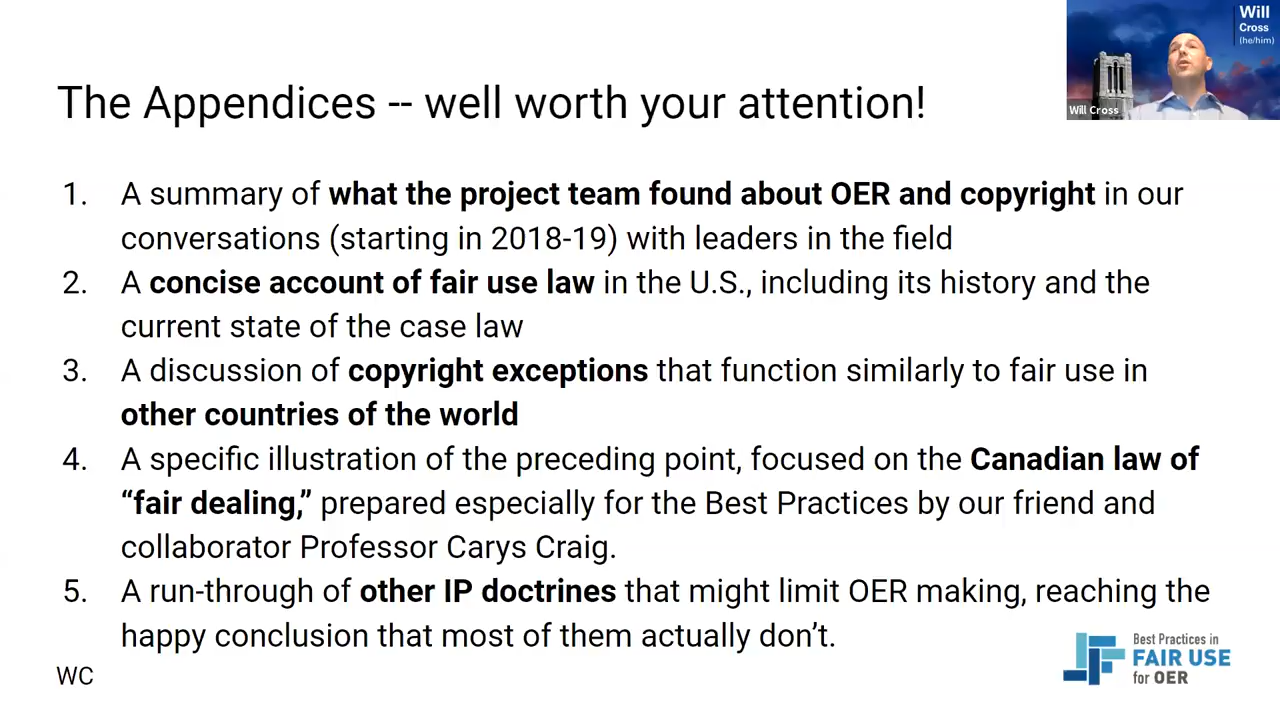 Will
Cross
(he/him)
Will Cross
The Appendices -- well worth your attention!
1. A summary of what the project team found about OER and copyright in our
conversations (starting in 2018-19) with leaders in the field
2. A concise account of fair use law in the U.S., including its history and the
current state of the case law
3. A discussion of copyright exceptions that function similarly to fair use in
other countries of the world
4. A specific illustration of the preceding point, focused on the Canadian law of
“fair dealing,” prepared especially for the Best Practices by our friend and
collaborator Professor Carys Craig.
5. A run-through of other IP doctrines that might limit OER making, reaching the
happy conclusion that most of them actually don’t.
WC
Best Practices in
FAIR USE
for OER